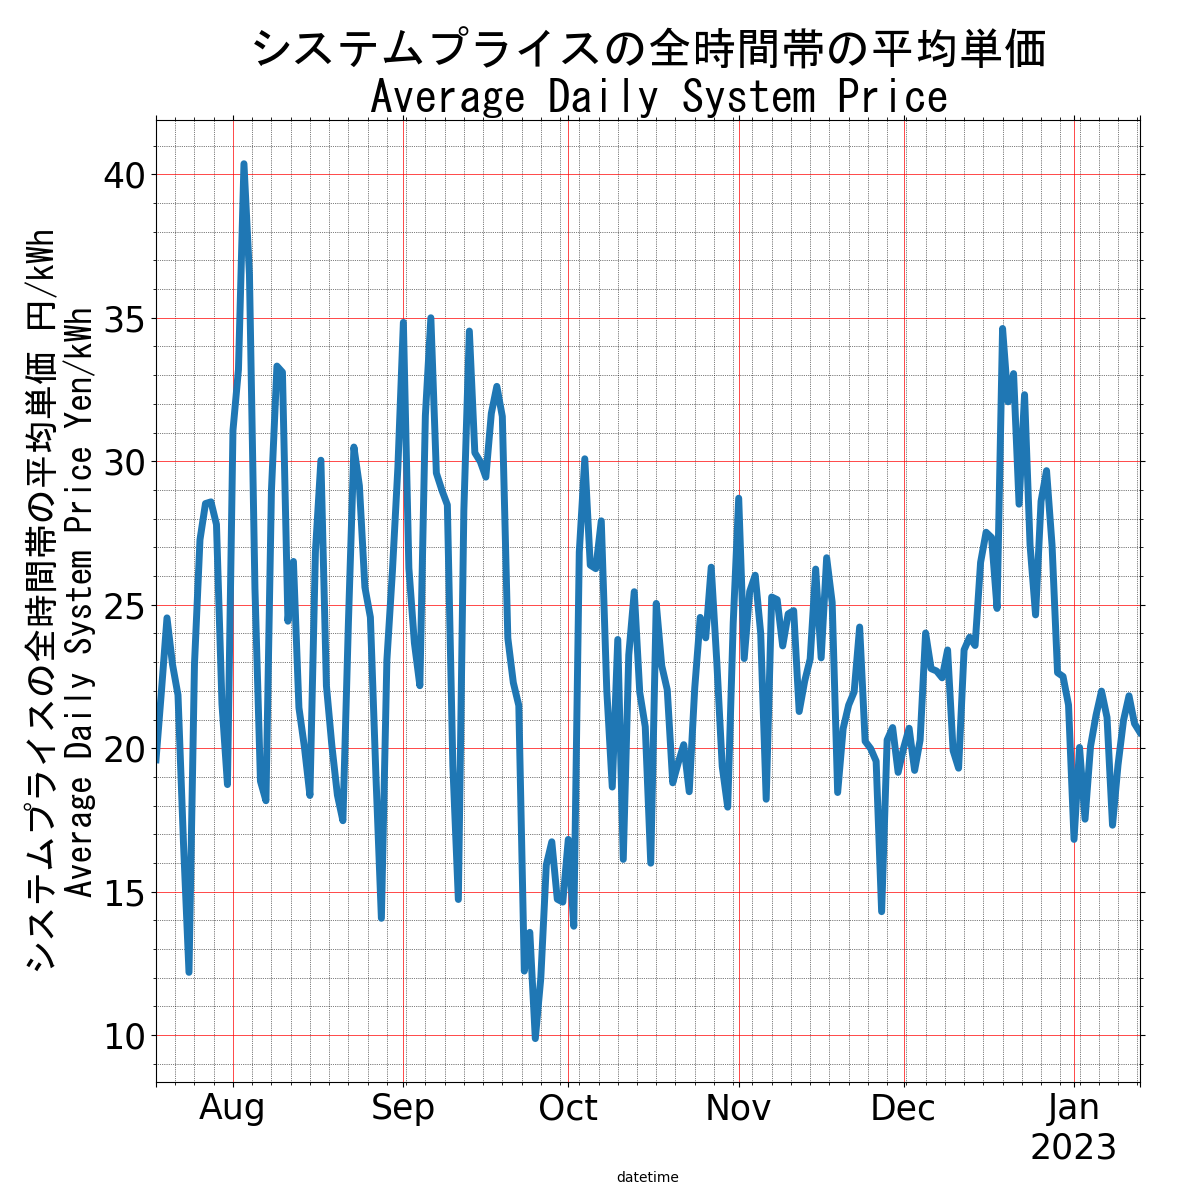 システムプライスの全時間帯の平均単価
Average Daily System Price
システムプライスの全時間帯の平均単価 円/kWh
Average Daily System Price Yen/kWh
40
35
30
25
20
15
10
Aug
Sep
Oct
Nov
Dec
Jan
2023
datetime